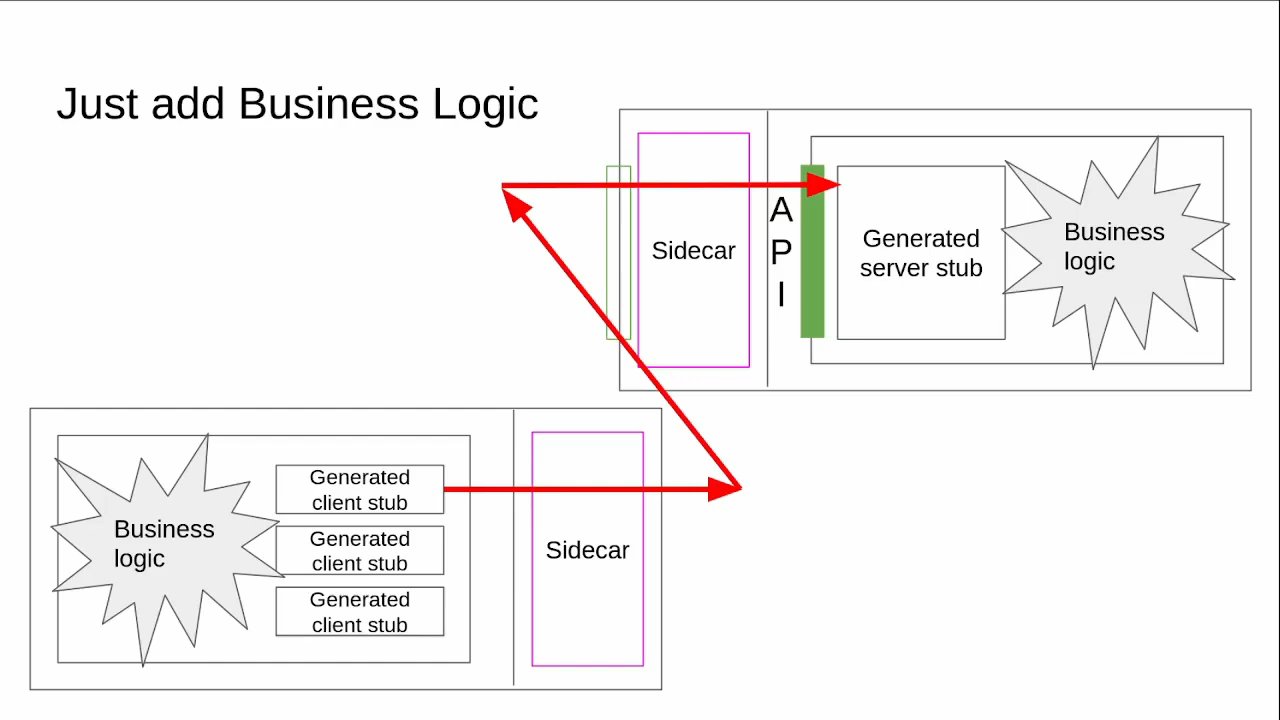 Just add Business Logic
Sidecar
A
P
I
Generated
server stub
Business
logic
Business
logic
Generated
client stub
Generated
client stub
Generated
client stub
Sidecar